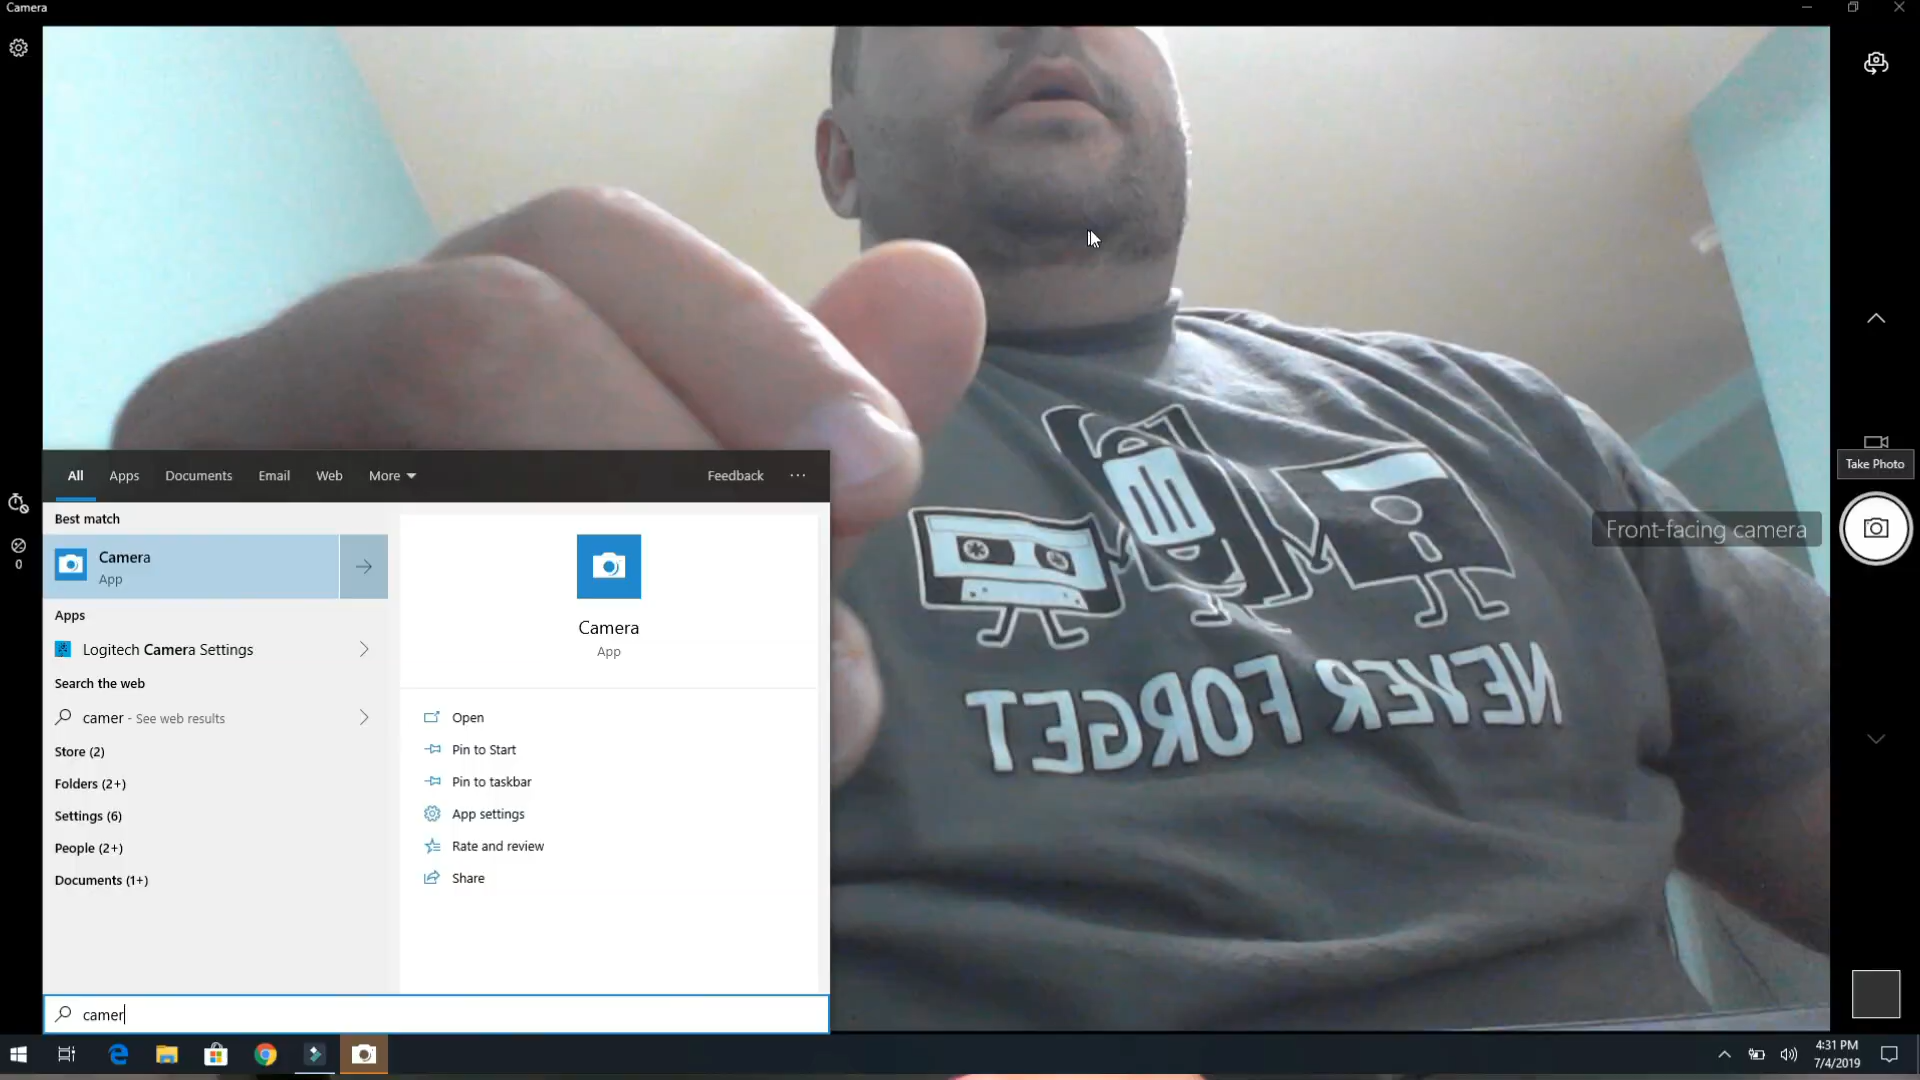 Camera
Take Photo
Front-facing camera
0
NEVER FORGET
All Apps Documents Email Web More Feedback ...
Best match
Camera
App
Apps
Logitech Camera Settings
Search the web
camer - See web results
Store (2)
Folders (2+)
Settings (6)
People (2+)
Documents (1+)
Camera
App
Open
Pin to Start
Pin to taskbar
App settings
Rate and review
Share
camer
4:31 PM
7/4/2019